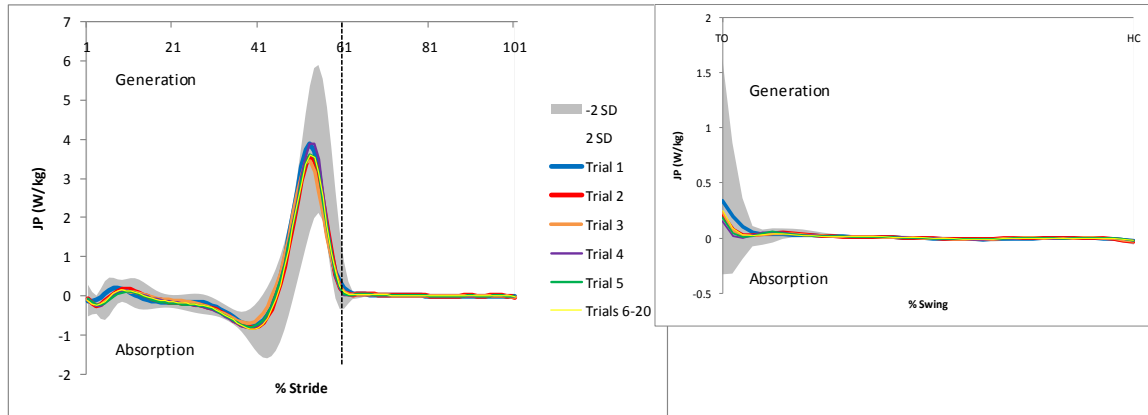 7
6
5
4
3
2
1
0
-1
-2
1 21 41 61 81 101
Generation
Absorption
JP (W/kg)
% Stride
-2 SD
2 SD
Trial 1
Trial 2
Trial 3
Trial 4
Trial 5
Trials 6-20
2
1.5
1
0.5
0
-0.5
TO HC
Generation
Absorption
JP (W/kg)
% Swing